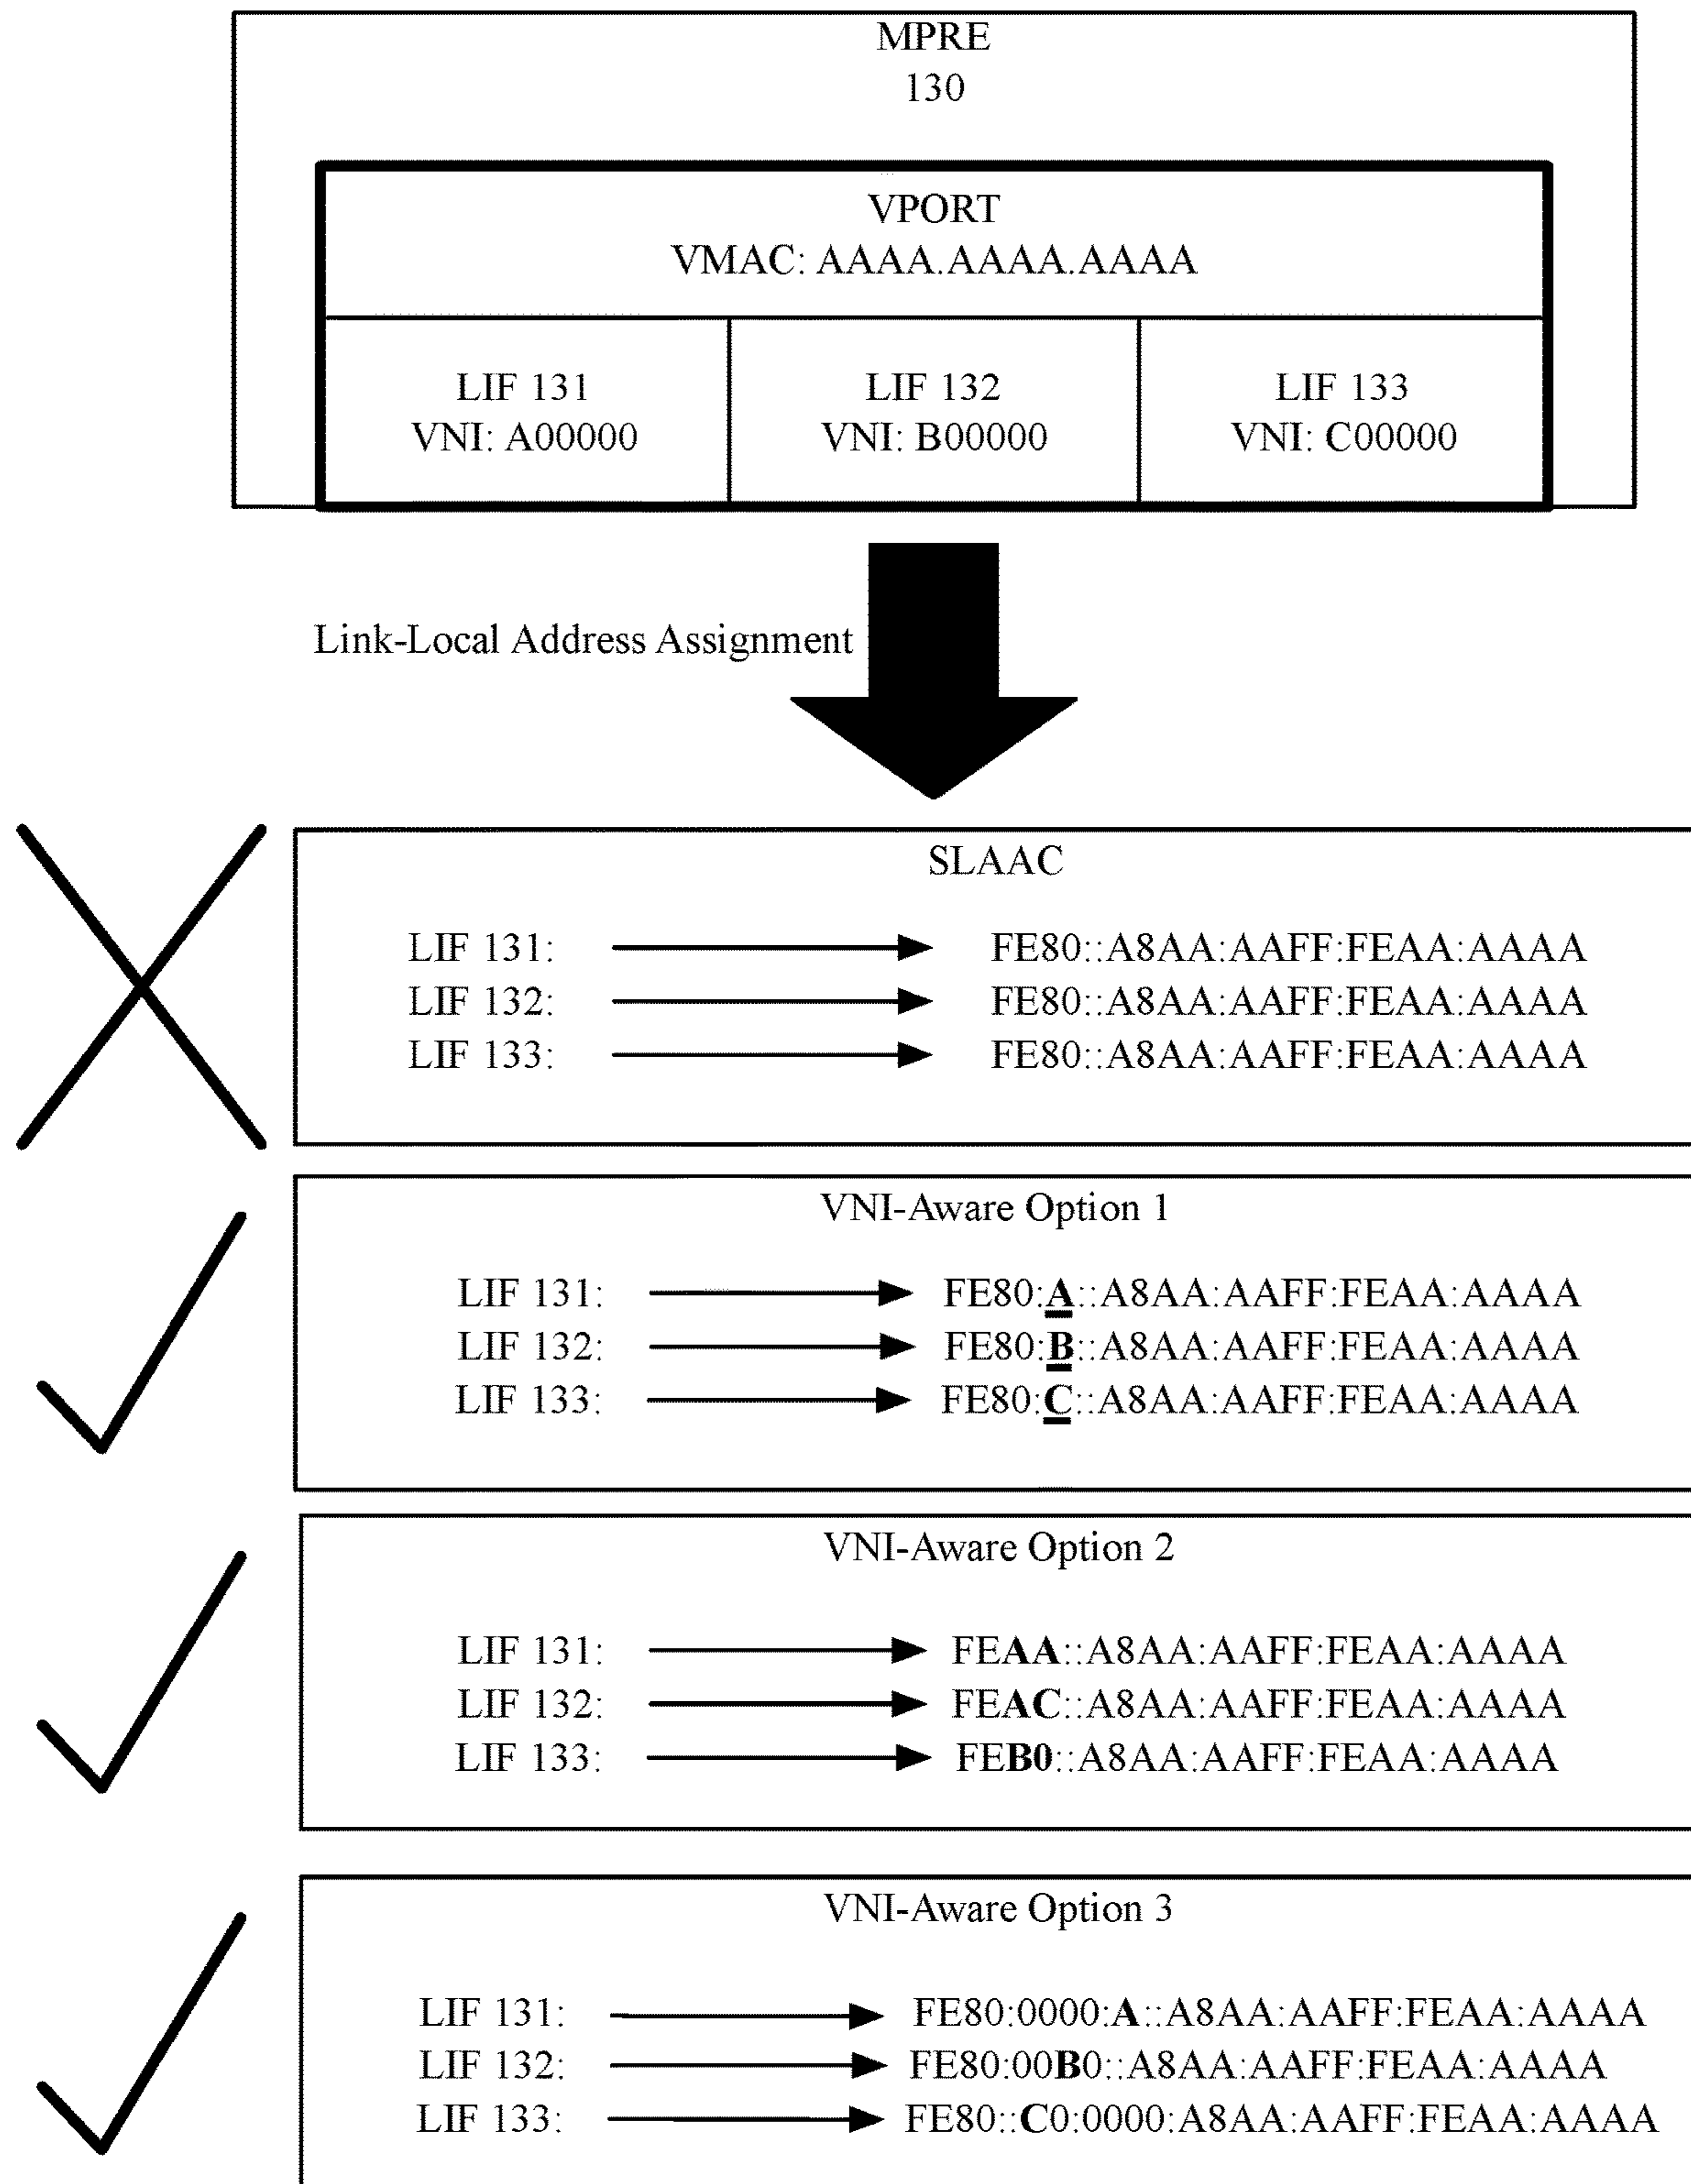 MPRE
130
VPORT
VMAC: AAAA.AAAA.AAAA
LIF 131
VNI: A00000
LIF 132
VNI: B00000
LIF 133
VNI: C00000
Link-Local Address Assignment
SLAAC
LIF 131: FE80::A8AA:AAFF:FEAA:AAAA
LIF 132: FE80::A8AA:AAFF:FEAA:AAAA
LIF 133: FE80::A8AA:AAFF:FEAA:AAAA
VNI-Aware Option 1
LIF 131: FE80:A::A8AA:AAFF:FEAA:AAAA
LIF 132: FE80:B::A8AA:AAFF:FEAA:AAAA
LIF 133: FE80:C::A8AA:AAFF:FEAA:AAAA
VNI-Aware Option 2
LIF 131: FEAA::A8AA:AAFF:FEAA:AAAA
LIF 132: FEAC::A8AA:AAFF:FEAA:AAAA
LIF 133: FEB0::A8AA:AAFF:FEAA:AAAA
VNI-Aware Option 3
LIF 131: FE80:0000:A::A8AA:AAFF:FEAA:AAAA
LIF 132: FE80:00B0::A8AA:AAFF:FEAA:AAAA
LIF 133: FE80::C0:0000:A8AA:AAFF:FEAA:AAAA